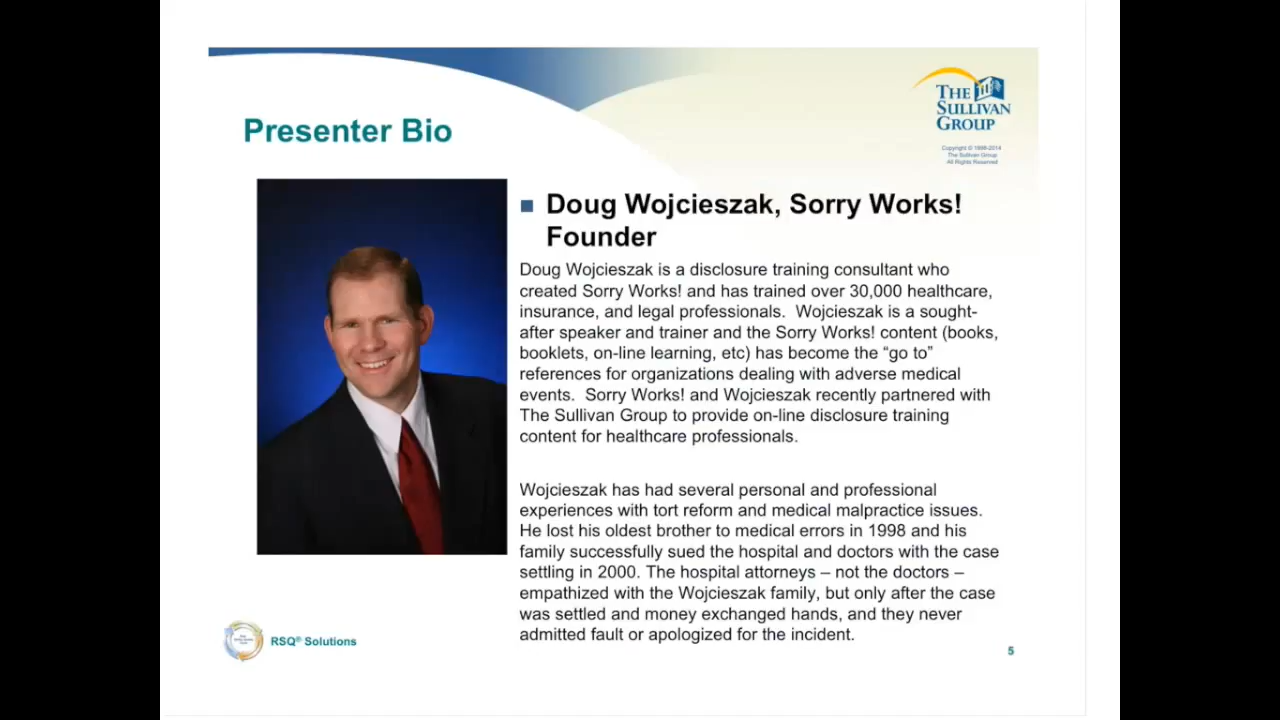 THE
SULLIVAN
GROUP
Copyright © 1998-2014
The Sullivan Group
All Rights Reserved
Presenter Bio
Doug Wojcieszak, Sorry Works!
Founder
Doug Wojcieszak is a disclosure training consultant who
created Sorry Works! and has trained over 30,000 healthcare,
insurance, and legal professionals.  Wojcieszak is a sought-
after speaker and trainer and the Sorry Works! content (books,
booklets, on-line learning, etc) has become the “go to”
references for organizations dealing with adverse medical
events.  Sorry Works! and Wojcieszak recently partnered with
The Sullivan Group to provide on-line disclosure training
content for healthcare professionals.
Wojcieszak has had several personal and professional
experiences with tort reform and medical malpractice issues.
He lost his oldest brother to medical errors in 1998 and his
family successfully sued the hospital and doctors with the case
settling in 2000. The hospital attorneys – not the doctors –
empathized with the Wojcieszak family, but only after the case
was settled and money exchanged hands, and they never
admitted fault or apologized for the incident.
RSQ® Solutions
5